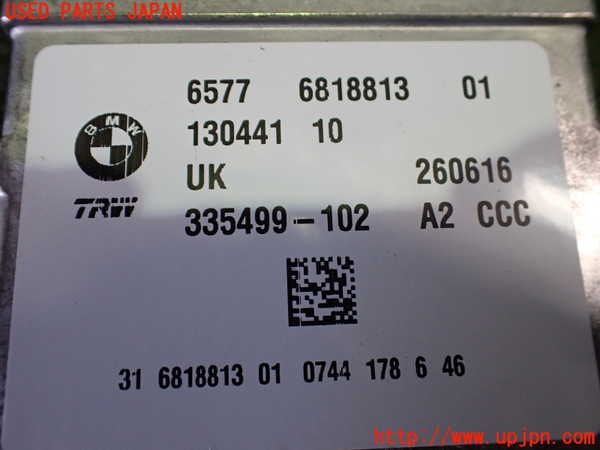 USED PARTS JAPAN
6577 6818813 01
BMW
130441 10
UK 260616
TRW
335499-102 A2 CCC
31 6818813 01 0744 178 6 46
http://www.upjpn.com/